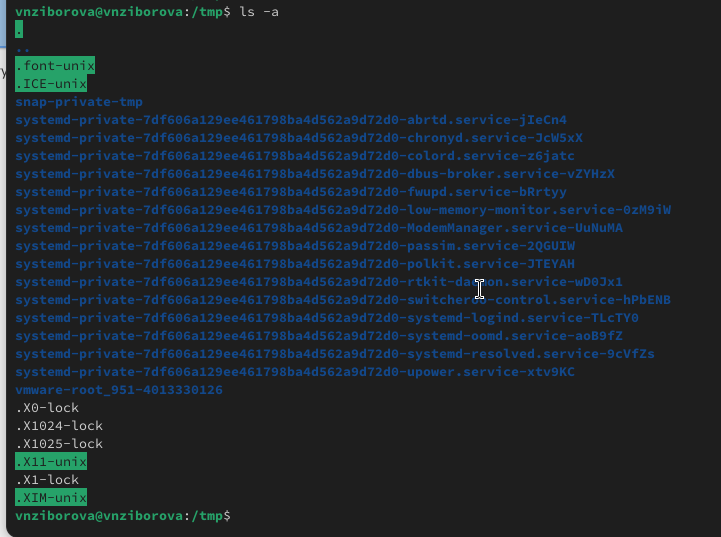 vnziborova@vnziborova:/tmp$ ls -a
.
..
.font-unix
.ICE-unix
snap-private-tmp
systemd-private-7df606a129ee461798ba4d562a9d72d0-abrtd.service-jIeCn4
systemd-private-7df606a129ee461798ba4d562a9d72d0-chronyd.service-JcW5xX
systemd-private-7df606a129ee461798ba4d562a9d72d0-colord.service-z6jatc
systemd-private-7df606a129ee461798ba4d562a9d72d0-dbus-broker.service-vZYHzX
systemd-private-7df606a129ee461798ba4d562a9d72d0-fwupd.service-bRrtyy
systemd-private-7df606a129ee461798ba4d562a9d72d0-low-memory-monitor.service-0zM9iW
systemd-private-7df606a129ee461798ba4d562a9d72d0-ModemManager.service-UuNuMA
systemd-private-7df606a129ee461798ba4d562a9d72d0-passim.service-2QGUIW
systemd-private-7df606a129ee461798ba4d562a9d72d0-polkit.service-JTEYAH
systemd-private-7df606a129ee461798ba4d562a9d72d0-rtkit-daemon.service-wD0Jx1
systemd-private-7df606a129ee461798ba4d562a9d72d0-switcheroo-control.service-hPbENB
systemd-private-7df606a129ee461798ba4d562a9d72d0-systemd-logind.service-TLcTY0
systemd-private-7df606a129ee461798ba4d562a9d72d0-systemd-oomd.service-aoB9fZ
systemd-private-7df606a129ee461798ba4d562a9d72d0-systemd-resolved.service-9cVfZs
systemd-private-7df606a129ee461798ba4d562a9d72d0-upower.service-xtv9KC
vmware-root_951-4013330126
.X0-lock
.X1024-lock
.X1025-lock
.X11-unix
.X1-lock
.XIM-unix
vnziborova@vnziborova:/tmp$